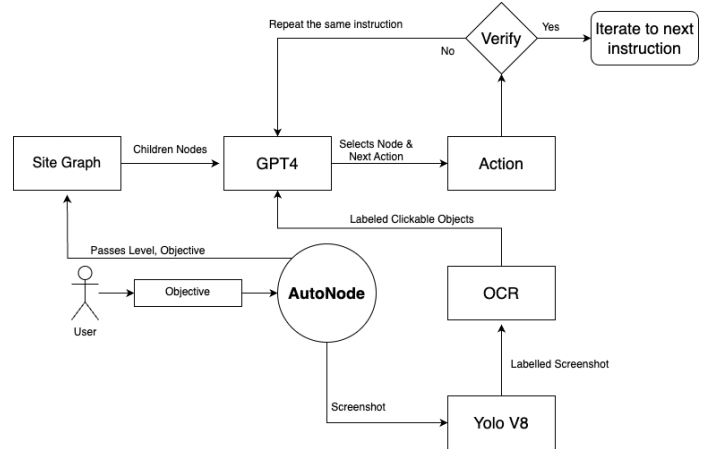 Repeat the same instruction
Verify
Yes
Iterate to next
instruction
No
Site Graph
Children Nodes
GPT4
Selects Node &
Next Action
Action
Labeled Clickable Objects
Passes Level, Objective
User
Objective
AutoNode
OCR
Labelled Screenshot
Screenshot
Yolo V8